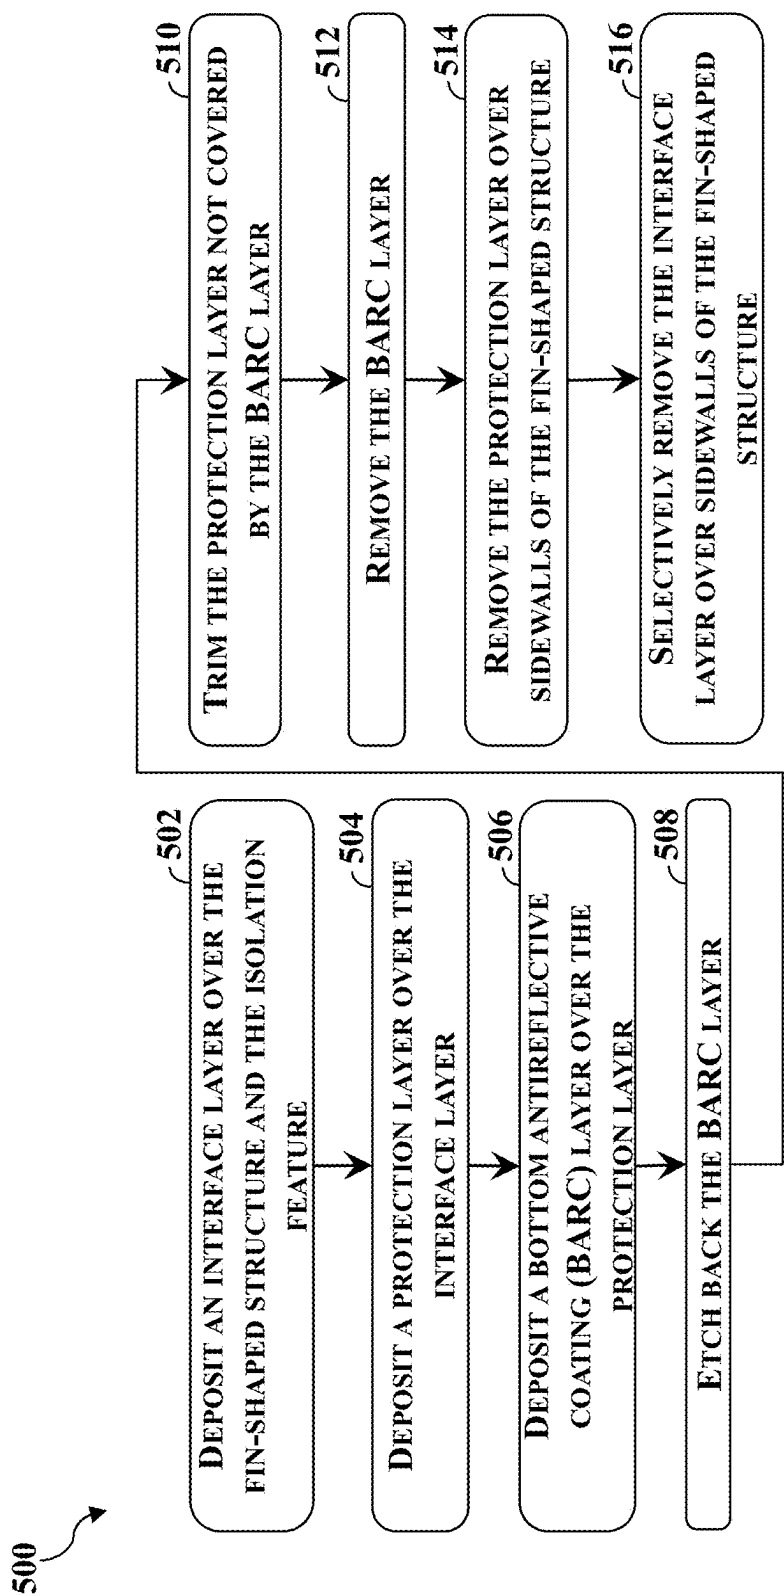 500
502
DEPOSIT AN INTERFACE LAYER OVER THE
FIN-SHAPED STRUCTURE AND THE ISOLATION
FEATURE
504
DEPOSIT A PROTECTION LAYER OVER THE
INTERFACE LAYER
506
DEPOSIT A BOTTOM ANTIREFLECTIVE
COATING (BARC) LAYER OVER THE
PROTECTION LAYER
508
ETCH BACK THE BARC LAYER
510
TRIM THE PROTECTION LAYER NOT COVERED
BY THE BARC LAYER
512
REMOVE THE BARC LAYER
514
REMOVE THE PROTECTION LAYER OVER
SIDEWALLS OF THE FIN-SHAPED STRUCTURE
516
SELECTIVELY REMOVE THE INTERFACE
LAYER OVER SIDEWALLS OF THE FIN-SHAPED
STRUCTURE